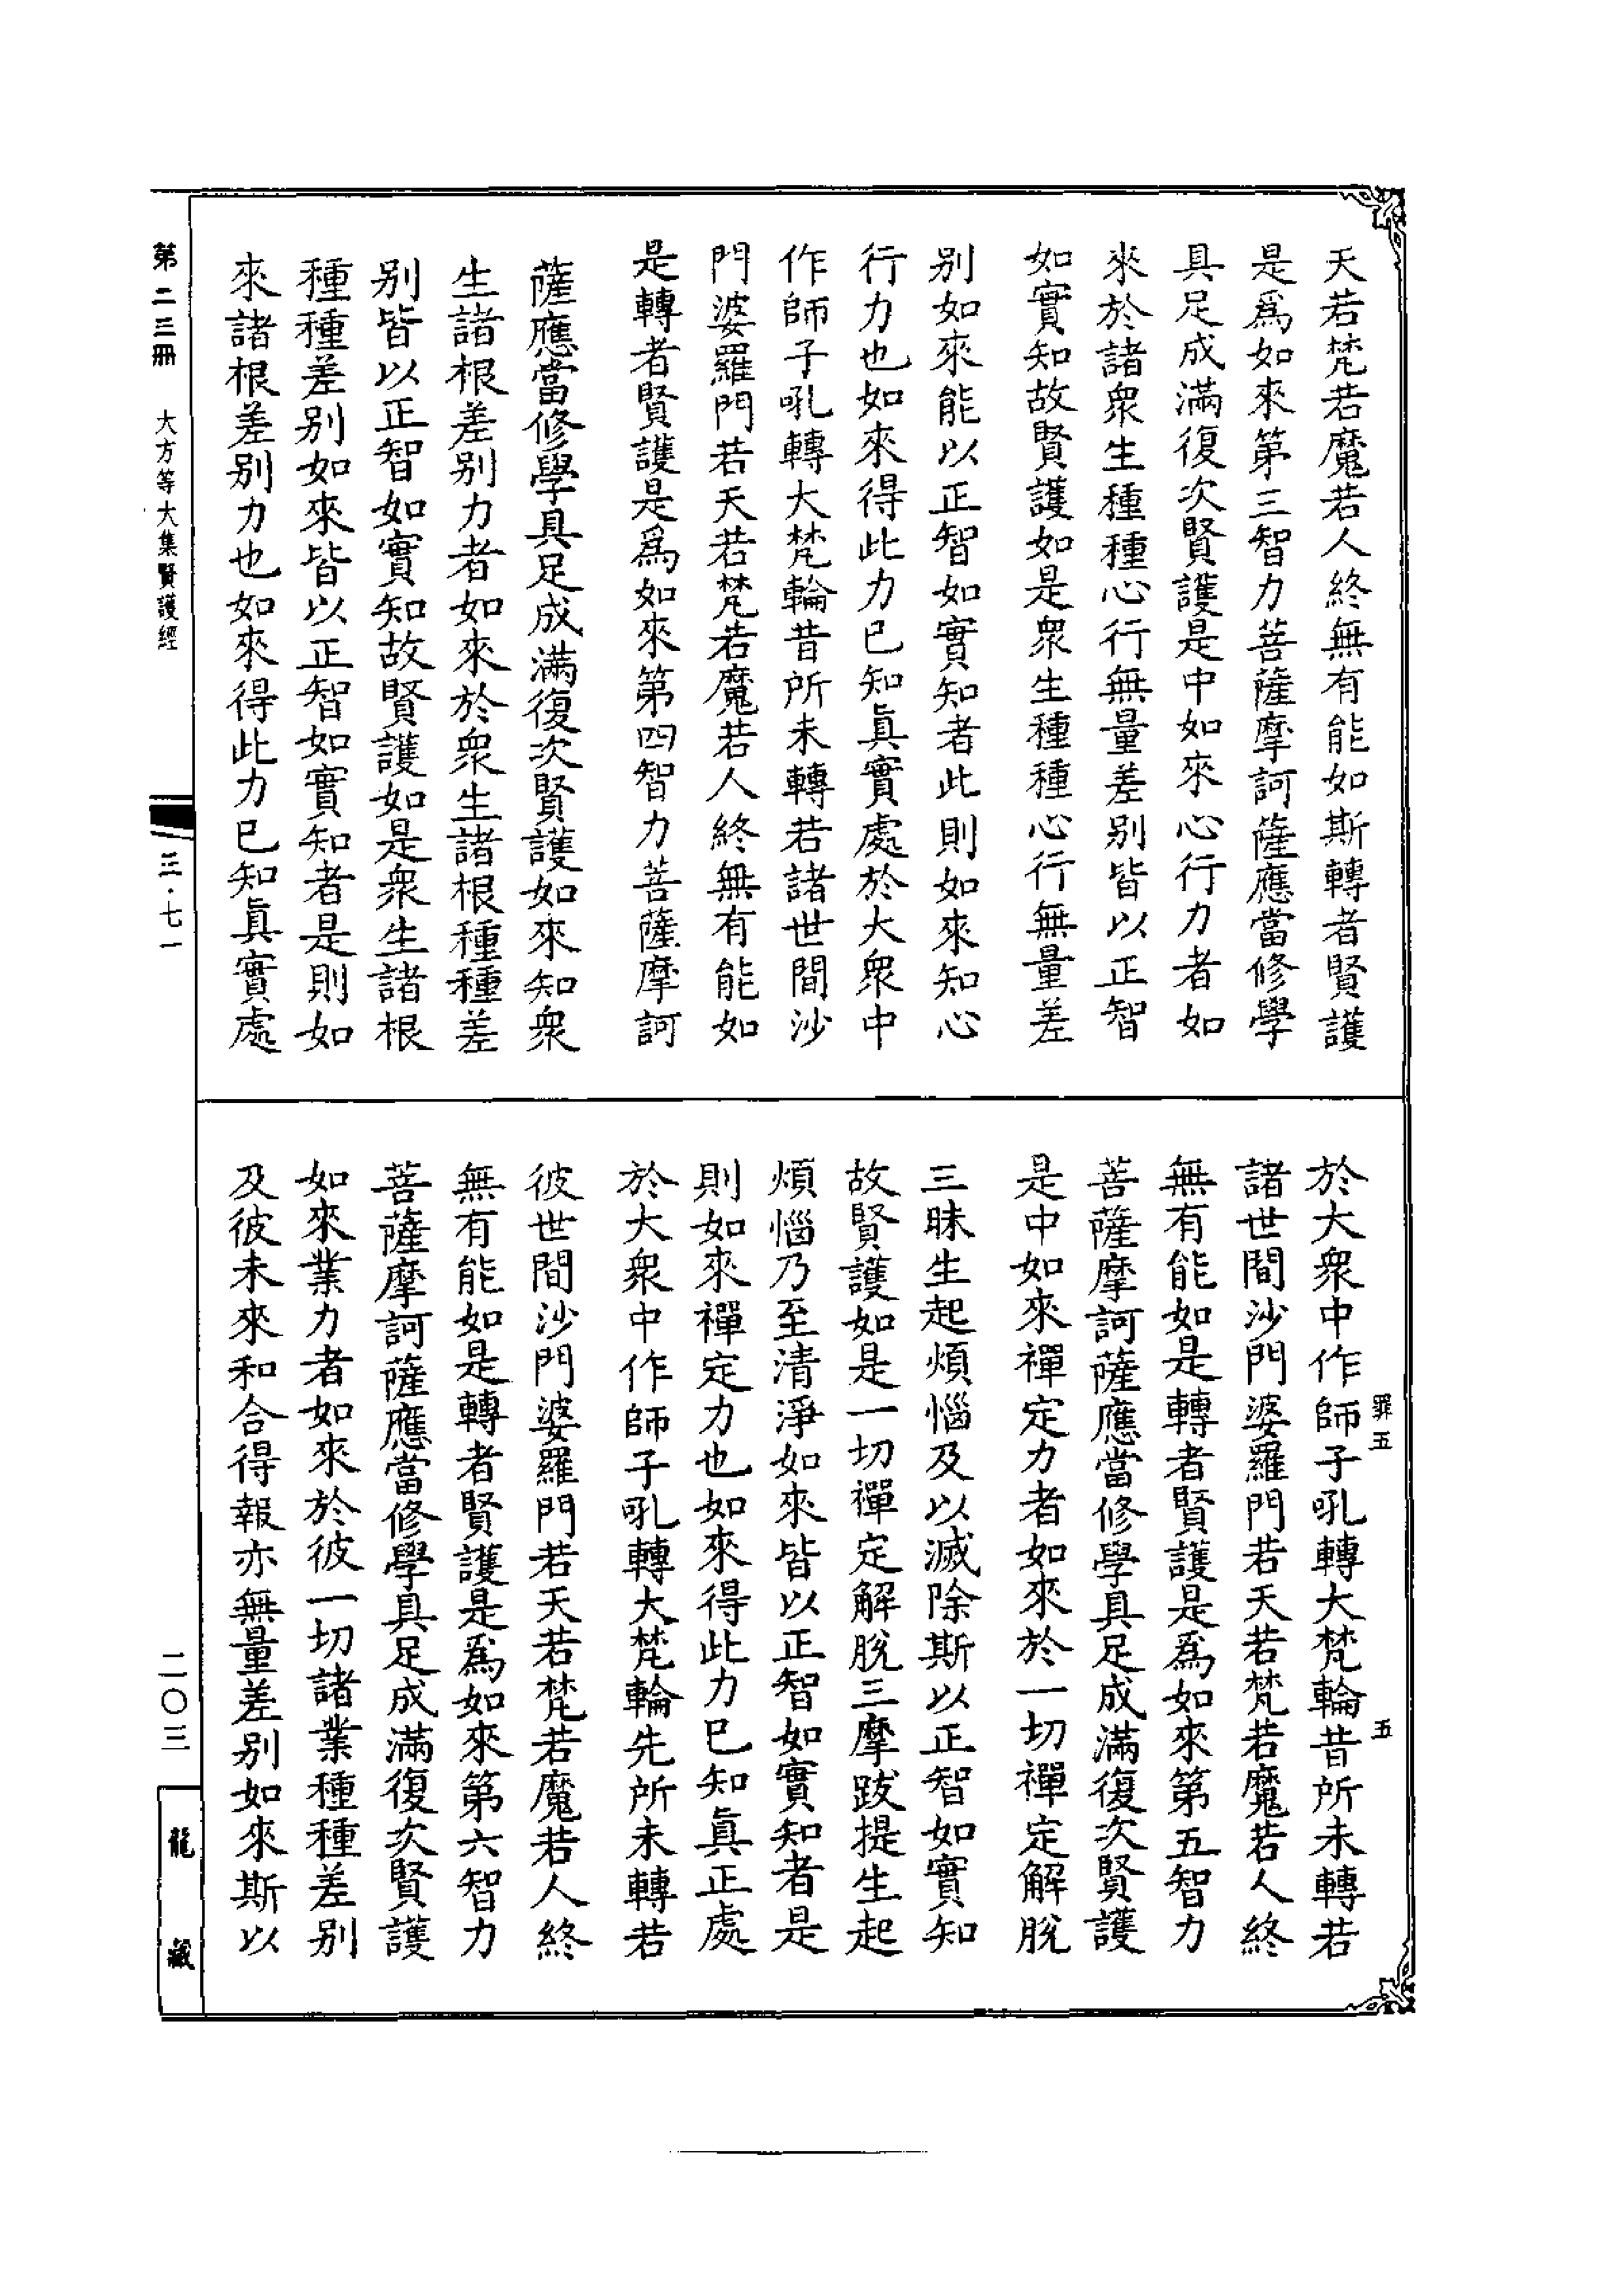 天若梵若魔若人終無有能如斯轉者賢護
是爲如來第三智力菩薩摩訶薩應當修學
具足成滿復次賢護是中如來心行力者如
來於諸衆生種種心行無量差别皆以正智
如實知故賢護如是衆生種種心行無量差
别如來能以正智如實知者此則如來知心
行力也如來得此力已知眞實處於大衆中
作師子吼轉大梵輪昔所未轉若諸世間沙
門婆羅門若天若梵若魔若人終無有能如
是轉者賢護是爲如來第四智力菩薩摩訶
薩應當修學具足成滿復次賢護如來知衆
生諸根差别力者如來於衆生諸根種種差
别皆以正智如實知故賢護如是衆生諸根
種種差别如來皆以正智如實知者是則如
來諸根差别力也如來得此力已知眞實處
於大衆中作師子吼轉大梵輪昔所未轉若
諸世間沙門婆羅門若天若梵若魔若人終
無有能如是轉者賢護是爲如來第五智力
菩薩摩訶薩應當修學具足成滿復次賢護
是中如來禪定力者如來於一切禪定解脫
三昧生起煩惱及以滅除斯以正智如實知
故賢護如是一切禪定解脫三摩跋提生起
煩惱乃至清淨如來皆以正智如實知者是
則如來禪定力也如來得此力已知眞正處
於大衆中作師子吼轉大梵輪先所未轉若
彼世間沙門婆羅門若天若梵若魔若人終
無有能如是轉者賢護是爲如來第六智力
菩薩摩訶薩應當修學具足成滿復次賢護
如來業力者如來於彼一切諸業種種差别
及彼未來和合得報亦無量差别如來斯以
罪五
五
第二三冊
大方等大集賢護經
三·七一
二〇三
龍藏